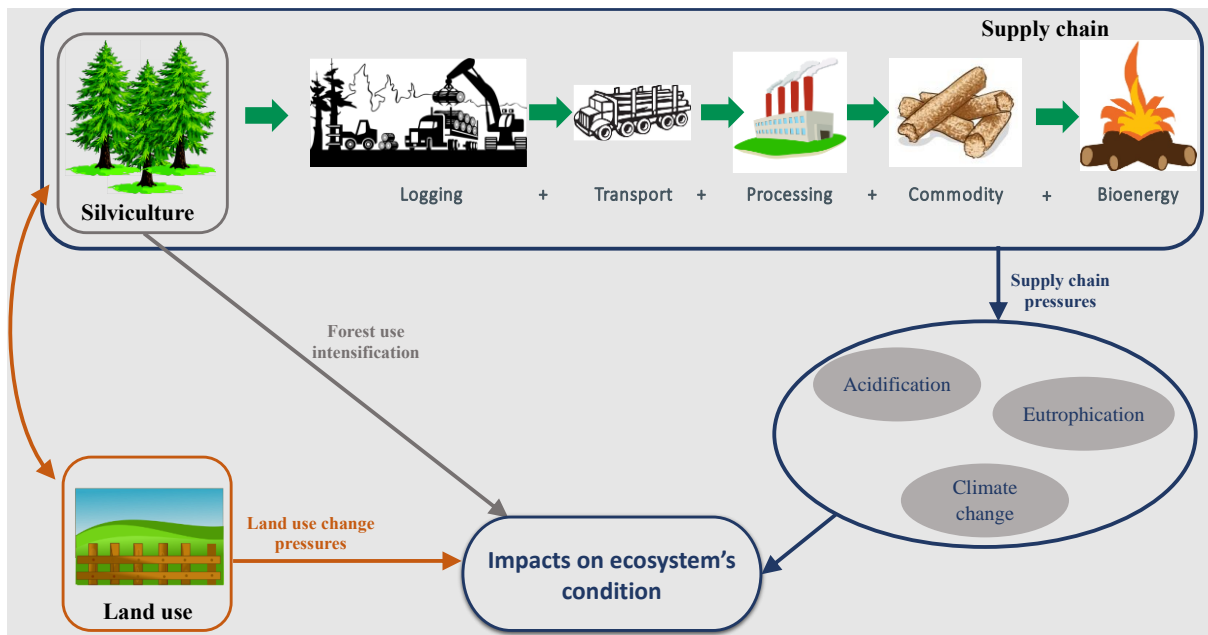 Supply chain
Silviculture
Logging + Transport + Processing + Commodity + Bioenergy
Supply chain
pressures
Forest use
intensification
Acidification
Eutrophication
Climate
change
Land use change
pressures
Impacts on ecosystem's
condition
Land use